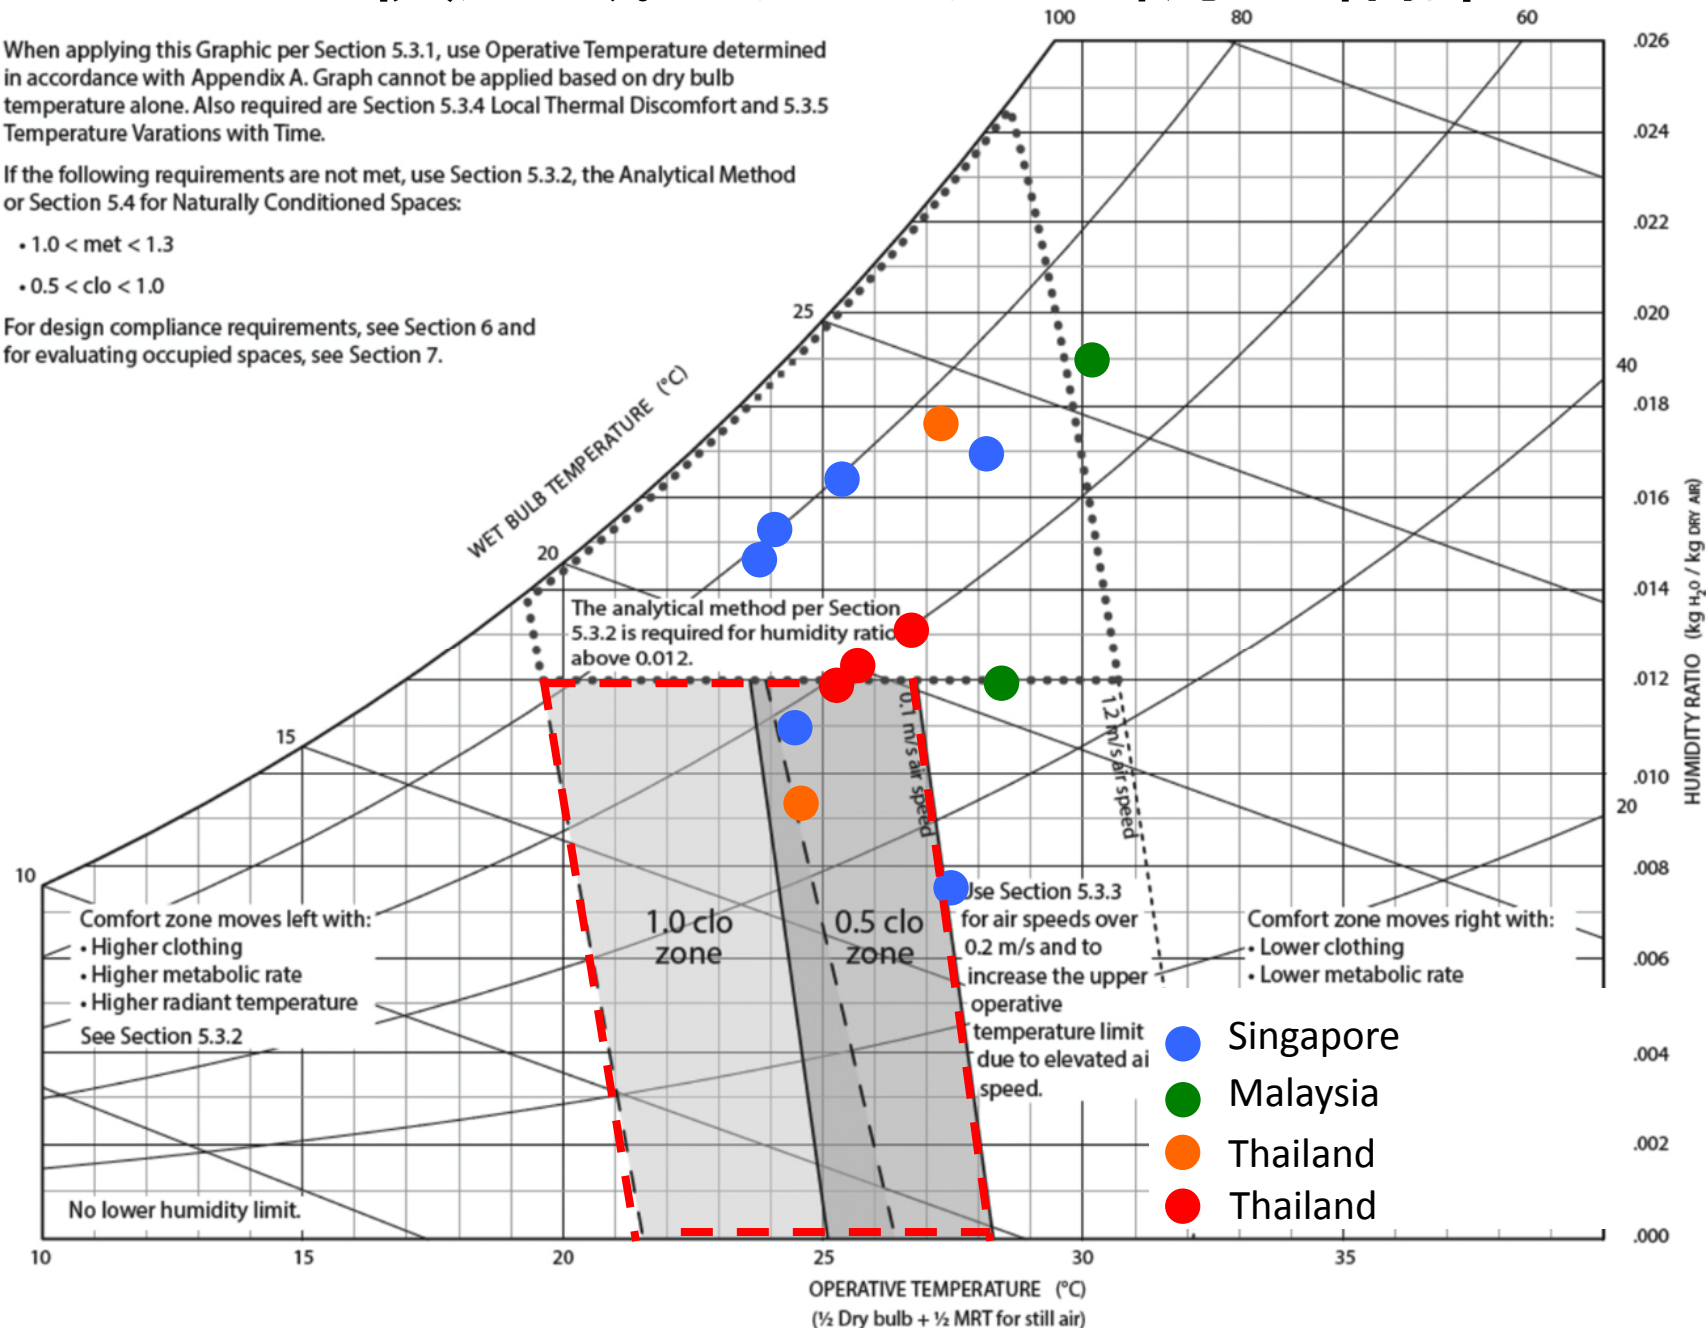 When applying this Graphic per Section 5.3.1, use Operative Temperature determined
in accordance with Appendix A. Graph cannot be applied based on dry bulb
temperature alone. Also required are Section 5.3.4 Local Thermal Discomfort and 5.3.5
Temperature Varations with Time.
If the following requirements are not met, use Section 5.3.2, the Analytical Method
or Section 5.4 for Naturally Conditioned Spaces:
• 1.0 < met < 1.3
• 0.5 < clo < 1.0
For design compliance requirements, see Section 6 and
for evaluating occupied spaces, see Section 7.
100 80 60
40
20
.026
.024
.022
.020
.018
.016
.014
.012
.010
.008
.006
.004
.002
.000
HUMIDITY RATIO (kg H₂O / kg DRY AIR)
WET BULB TEMPERATURE (°C)
25
20
15
10
The analytical method per Section
5.3.2 is required for humidity ratio
above 0.012.
0.1 m/s air speed
1.2 m/s air speed
1.0 clo
zone
0.5 clo
zone
Comfort zone moves left with:
• Higher clothing
• Higher metabolic rate
• Higher radiant temperature
See Section 5.3.2
Use Section 5.3.3
for air speeds over
0.2 m/s and to
increase the upper
operative
temperature limit
due to elevated ai
speed.
Comfort zone moves right with:
• Lower clothing
• Lower metabolic rate
Singapore
Malaysia
Thailand
Thailand
No lower humidity limit.
10 15 20 25 30 35
OPERATIVE TEMPERATURE (°C)
(½ Dry bulb + ½ MRT for still air)